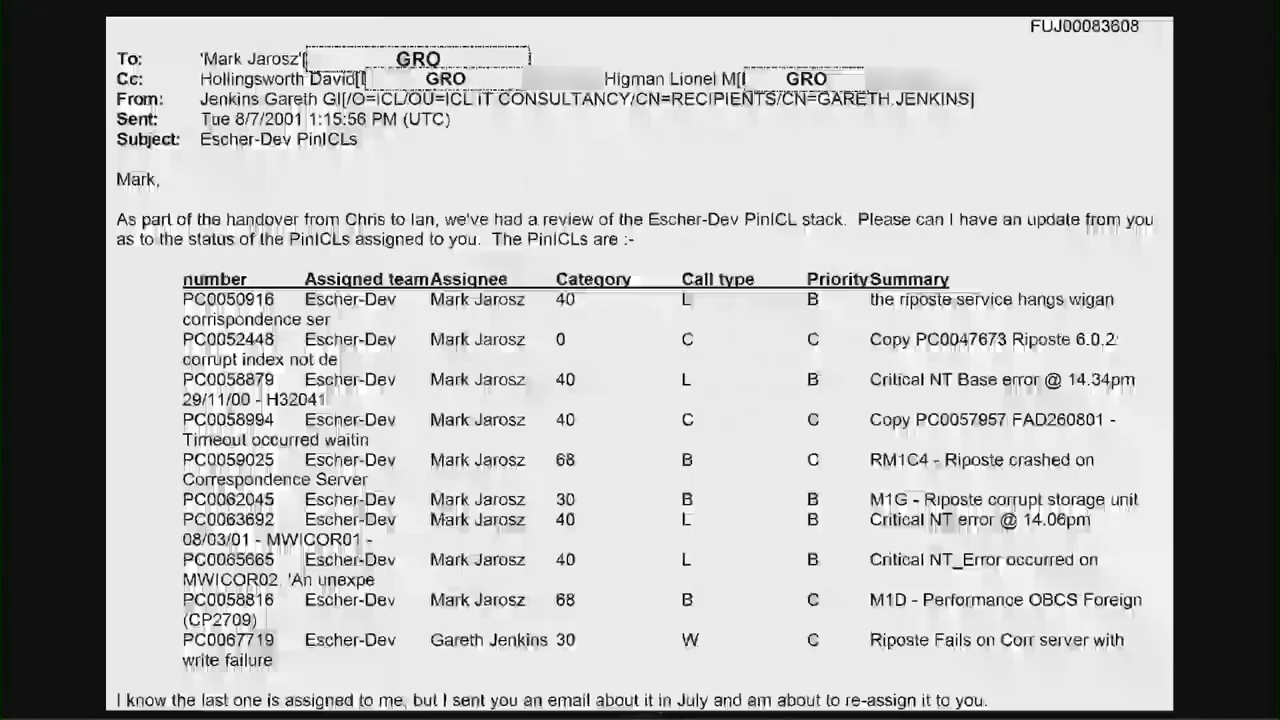 FUJ00083608
To: 'Mark Jarosz'[ GRO ]
Cc: Hollingsworth David[[ GRO Higman Lionel M[I GRO
From: Jenkins Gareth GI[/O=ICL/OU=ICL IT CONSULTANCY/CN=RECIPIENTS/CN=GARETH.JENKINS]
Sent: Tue 8/7/2001 1:15:56 PM (UTC)
Subject: Escher-Dev PinICLs
Mark,
As part of the handover from Chris to Ian, we've had a review of the Escher-Dev PinICL stack. Please can I have an update from you
as to the status of the PinICLs assigned to you. The PinICLs are :-
number Assigned team Assignee Category Call type Priority Summary
PC0050916 Escher-Dev Mark Jarosz 40 L B the riposte service hangs wigan
corrispondence ser
PC0052448 Escher-Dev Mark Jarosz 0 C C Copy PC0047673 Riposte 6.0.2:
corrupt index not de
PC0058879 Escher-Dev Mark Jarosz 40 L B Critical NT Base error @ 14.34pm
29/11/00 - H32041
PC0058994 Escher-Dev Mark Jarosz 40 C C Copy PC0057957 FAD260801 -
Timeout occurred waitin
PC0059025 Escher-Dev Mark Jarosz 68 B C RM1C4 - Riposte crashed on
Correspondence Server
PC0062045 Escher-Dev Mark Jarosz 30 B B M1G - Riposte corrupt storage unit
PC0063692 Escher-Dev Mark Jarosz 40 L B Critical NT error @ 14.06pm
08/03/01 - MWICOR01 -
PC0065665 Escher-Dev Mark Jarosz 40 L B Critical NT_Error occurred on
MWICOR02. 'An unexpe
PC0058816 Escher-Dev Mark Jarosz 68 B C M1D - Performance OBCS Foreign
(CP2709)
PC0067719 Escher-Dev Gareth Jenkins 30 W C Riposte Fails on Corr server with
write failure
I know the last one is assigned to me, but I sent you an email about it in July and am about to re-assign it to you.